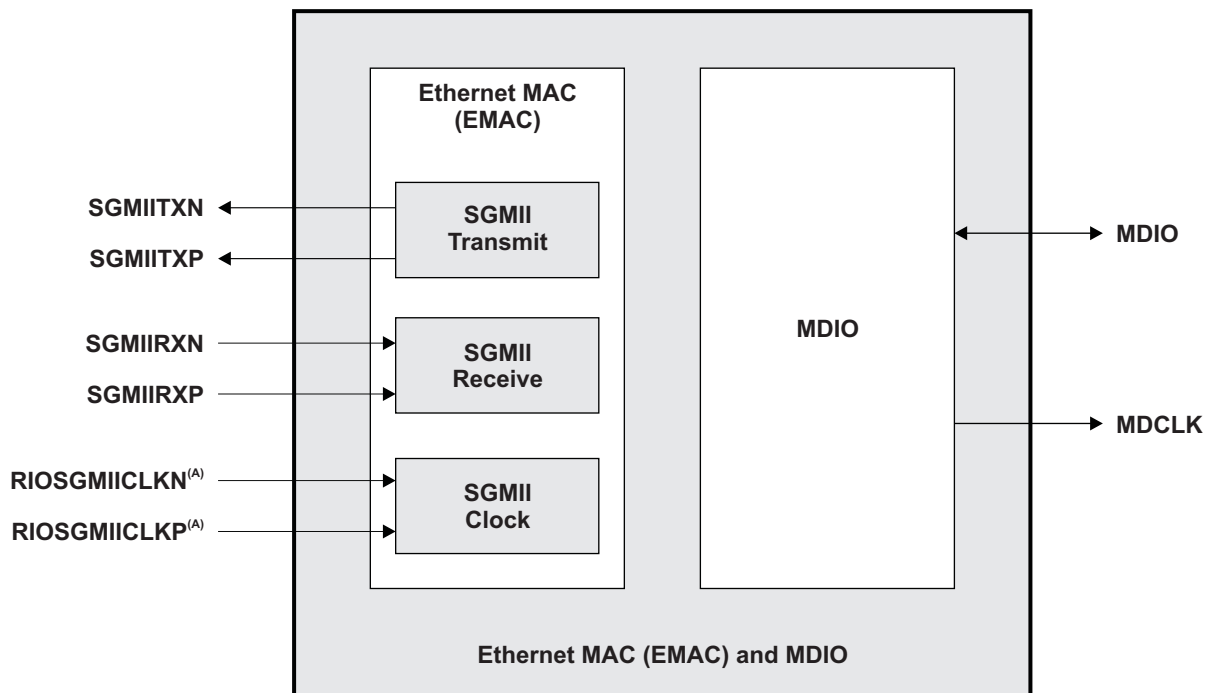 Ethernet MAC
(EMAC)
SGMIITXN
SGMIITXP
SGMII
Transmit
SGMIIRXN
SGMIIRXP
SGMII
Receive
RIOSGMIICLKN(A)
RIOSGMIICLKP(A)
SGMII
Clock
MDIO
MDIO
MDCLK
Ethernet MAC (EMAC) and MDIO